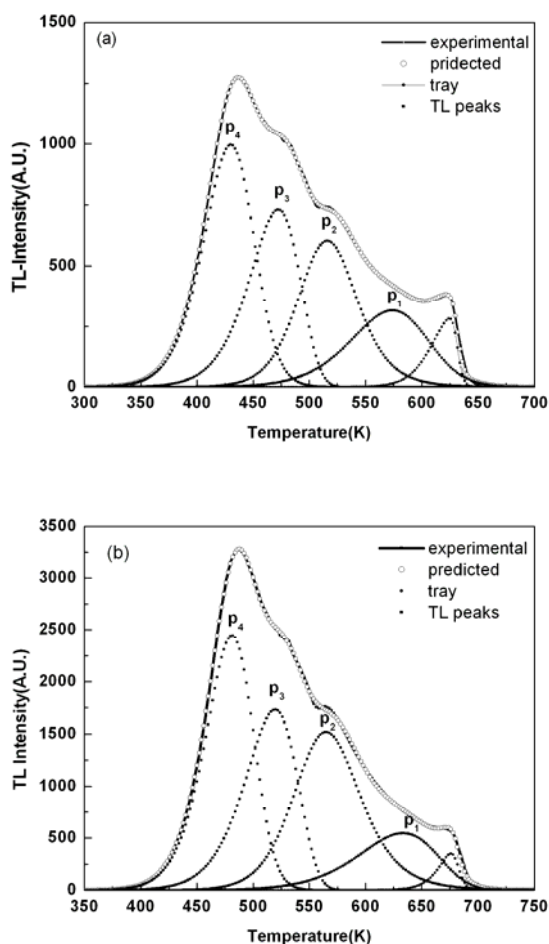 (a)
experimental
pridected
tray
TL peaks
p4
p3
p2
p1
TL-Intensity(A.U.)
1500
1000
500
0
300 350 400 450 500 550 600 650 700
Temperature(K)
(b)
experimental
predicted
tray
TL peaks
p4
p3
p2
p1
TL Intensity(A.U.)
3500
3000
2500
2000
1500
1000
500
0
350 400 450 500 550 600 650 700 750
Temperature(K)